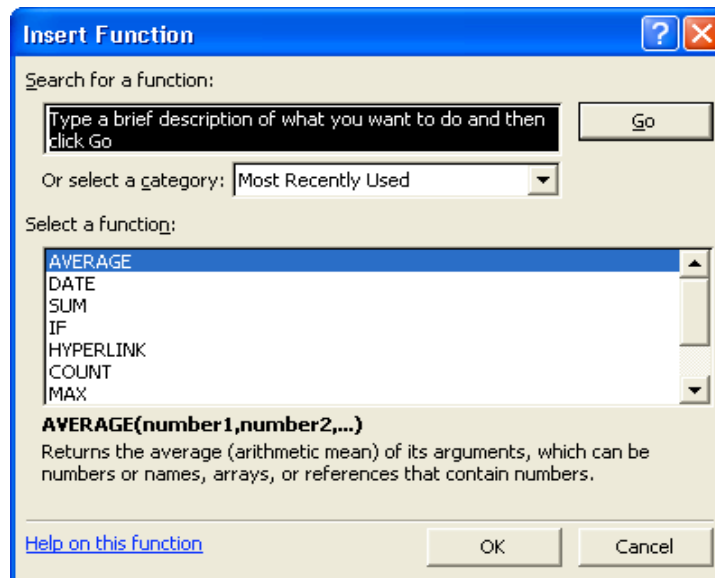 Insert Function
Search for a function:
Type a brief description of what you want to do and then
click Go
Go
Or select a category: Most Recently Used
Select a function:
AVERAGE
DATE
SUM
IF
HYPERLINK
COUNT
MAX
AVERAGE(number1,number2,...)
Returns the average (arithmetic mean) of its arguments, which can be
numbers or names, arrays, or references that contain numbers.
Help on this function
OK
Cancel